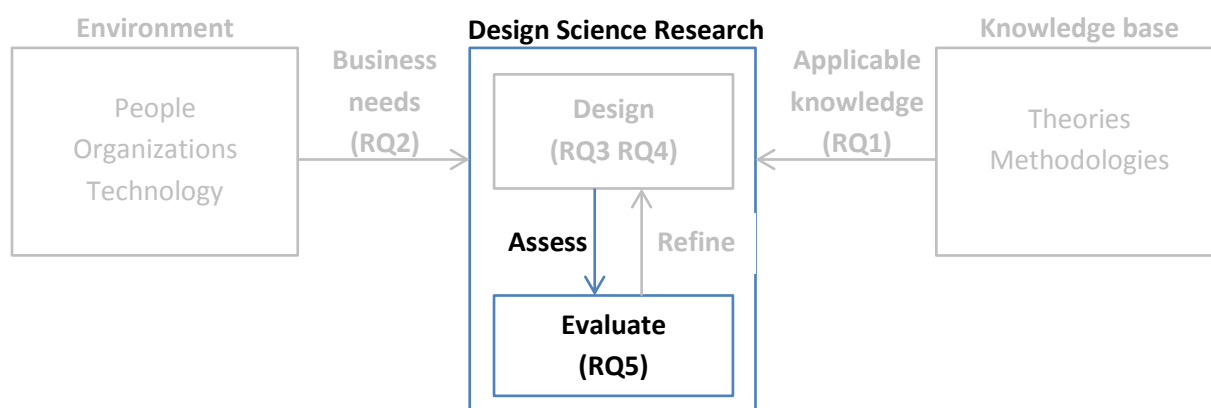 Environment
People
Organizations
Technology
Business
needs
(RQ2)
Design Science Research
Design
(RQ3 RQ4)
Assess
Refine
Evaluate
(RQ5)
Applicable
knowledge
(RQ1)
Knowledge base
Theories
Methodologies